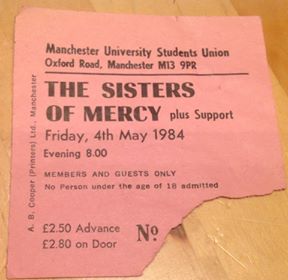 Manchester University Students Union
Oxford Road, Manchester M13 9PR
THE SISTERS
OF MERCY plus Support
Friday, 4th May 1984
Evening 8.00
MEMBERS AND GUESTS ONLY
No Person under the age of 18 admitted
£2.50 Advance
£2.80 on Door
No
A. B. Cooper (Printers) Ltd., Manchester